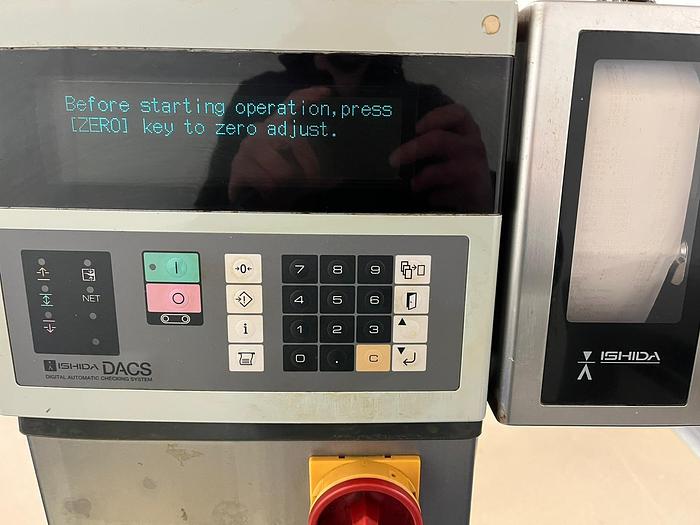 Before starting operation,press
[ZERO] key to zero adjust.
NET
I
O
→0←
i
7 8 9
4 5 6
1 2 3
0 . C
ISHIDA DACS
DIGITAL AUTOMATIC CHECKING SYSTEM
ISHIDA